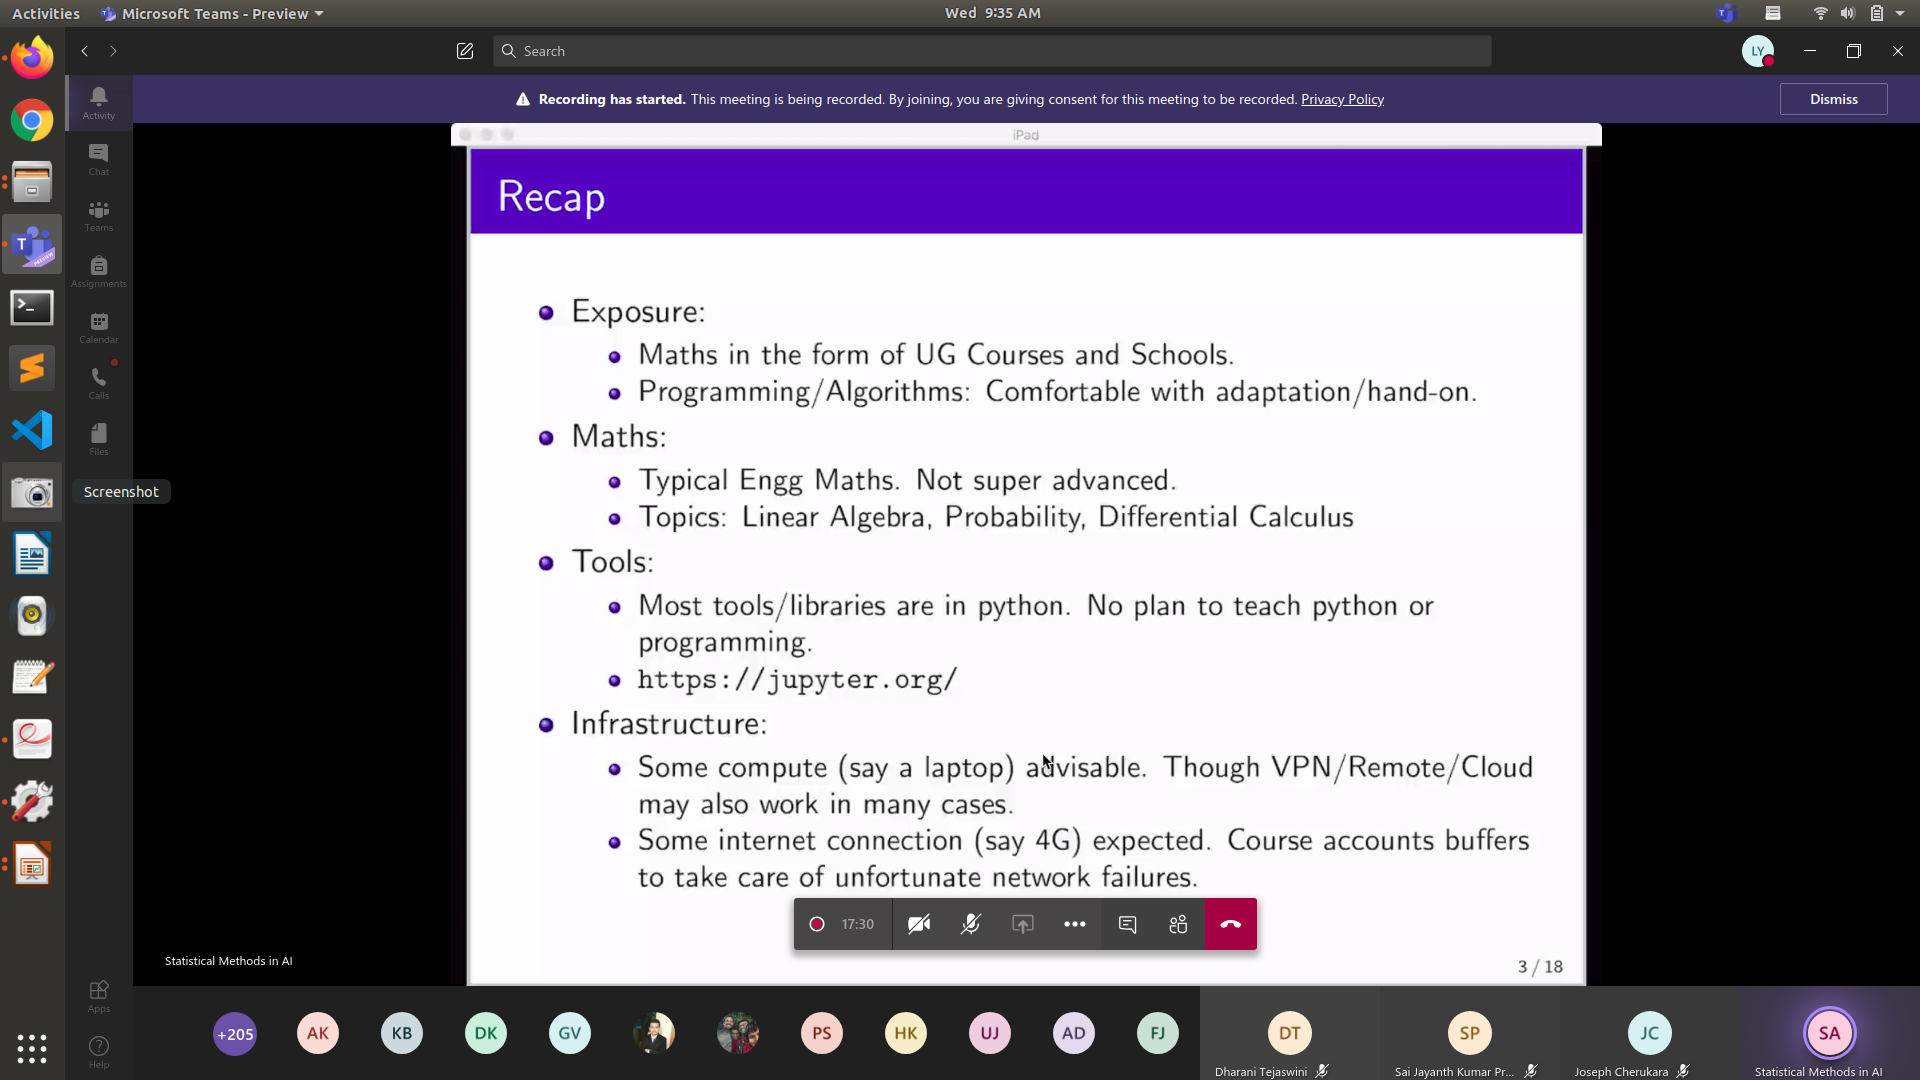 Activities
Microsoft Teams - Preview
Wed 9:35 AM
Search
LY
Recording has started. This meeting is being recorded. By joining, you are giving consent for this meeting to be recorded. Privacy Policy
Dismiss
Activity
Chat
Teams
Assignments
Calendar
Calls
Files
Screenshot
Apps
Help
iPad
Recap
Exposure:
Maths in the form of UG Courses and Schools.
Programming/Algorithms: Comfortable with adaptation/hand-on.
Maths:
Typical Engg Maths. Not super advanced.
Topics: Linear Algebra, Probability, Differential Calculus
Tools:
Most tools/libraries are in python. No plan to teach python or
programming.
https://jupyter.org/
Infrastructure:
Some compute (say a laptop) advisable. Though VPN/Remote/Cloud
may also work in many cases.
Some internet connection (say 4G) expected. Course accounts buffers
to take care of unfortunate network failures.
17:30
3 / 18
Statistical Methods in AI
+205
AK
KB
DK
GV
PS
HK
UJ
AD
FJ
DT
Dharani Tejaswini
SP
Sai Jayanth Kumar Pr...
JC
Joseph Cherukara
SA
Statistical Methods in AI